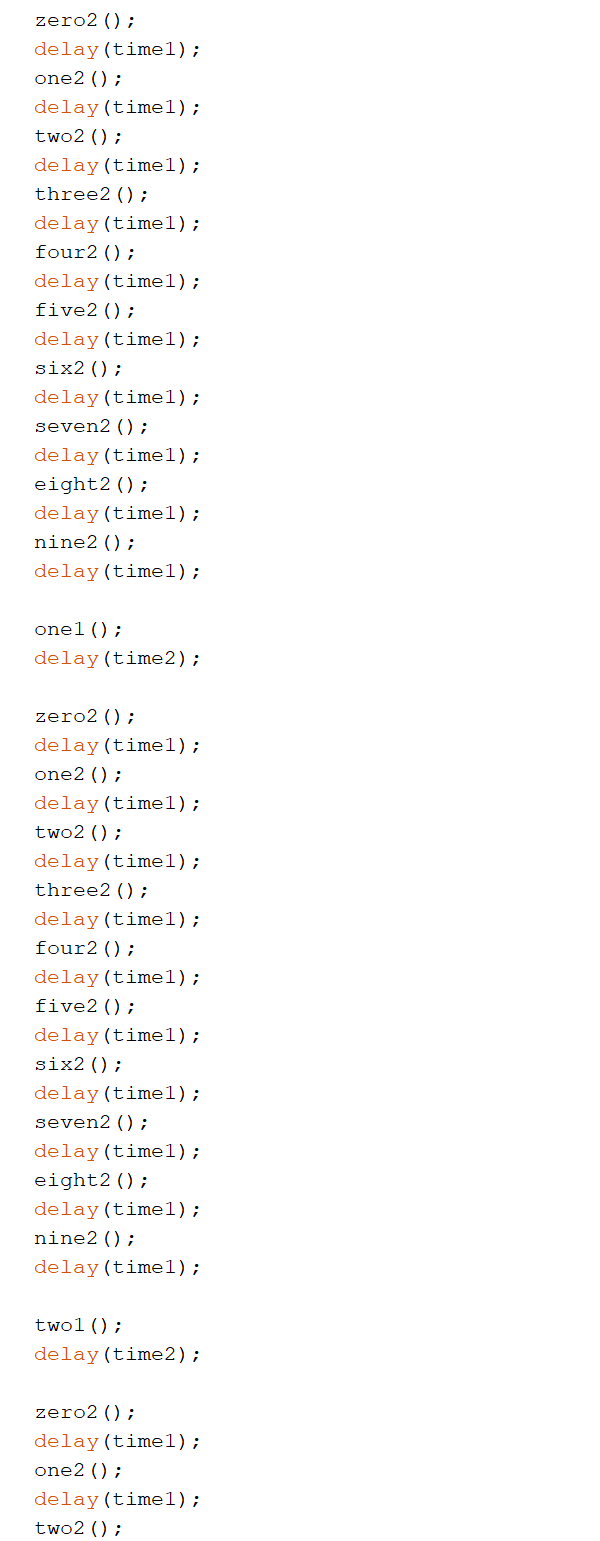 zero2();
delay(time1);
one2();
delay(time1);
two2();
delay(time1);
three2();
delay(time1);
four2();
delay(time1);
five2();
delay(time1);
six2();
delay(time1);
seven2();
delay(time1);
eight2();
delay(time1);
nine2();
delay(time1);

one1();
delay(time2);

zero2();
delay(time1);
one2();
delay(time1);
two2();
delay(time1);
three2();
delay(time1);
four2();
delay(time1);
five2();
delay(time1);
six2();
delay(time1);
seven2();
delay(time1);
eight2();
delay(time1);
nine2();
delay(time1);

two1();
delay(time2);

zero2();
delay(time1);
one2();
delay(time1);
two2();